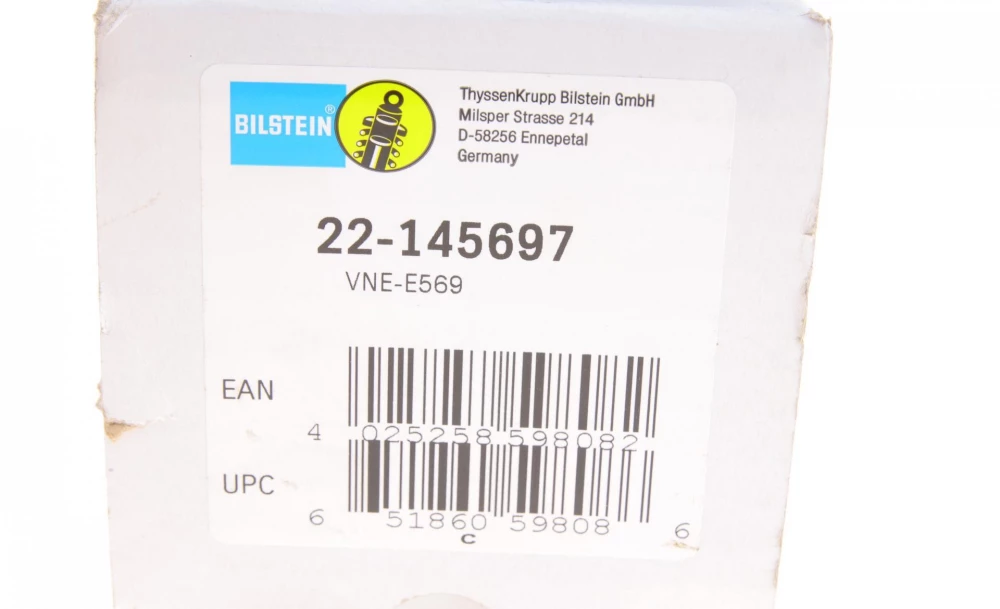 BILSTEIN®
ThyssenKrupp Bilstein GmbH
Milsper Strasse 214
D-58256 Ennepetal
Germany
22-145697
VNE-E569
EAN
4 025258 598082
UPC
6 51860 59808 6
C